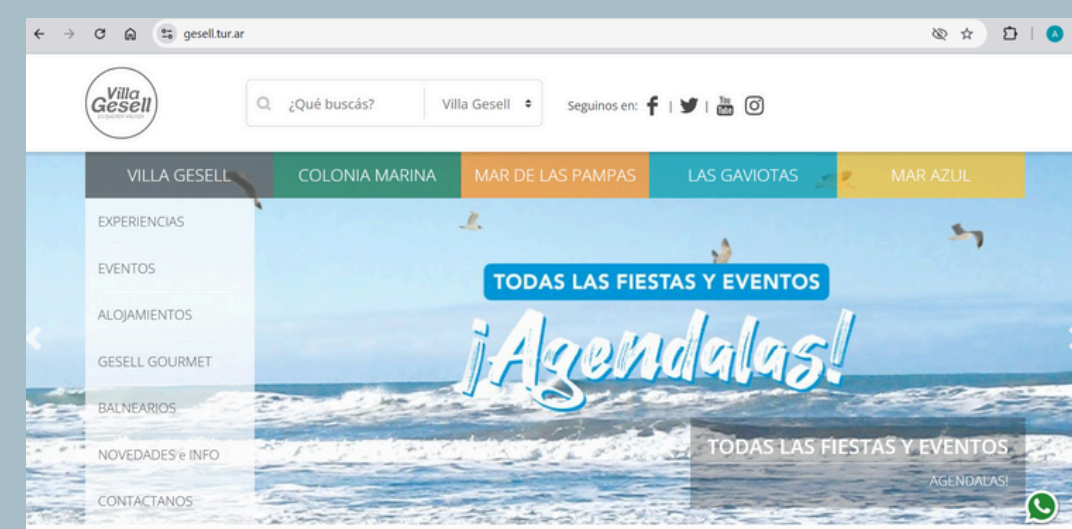 gesell.tur.ar
A
Villa
Gesell
¿Qué buscás?
Villa Gesell
Seguinos en:
You
Tube
VILLA GESELL
COLONIA MARINA
MAR DE LAS PAMPAS
LAS GAVIOTAS
MAR AZUL
EXPERIENCIAS
EVENTOS
ALOJAMIENTOS
GESELL GOURMET
BALNEARIOS
NOVEDADES e INFO
CONTACTANOS
TODAS LAS FIESTAS Y EVENTOS
¡Agendalas!
TODAS LAS FIESTAS Y EVENTOS
AGENDALAS!